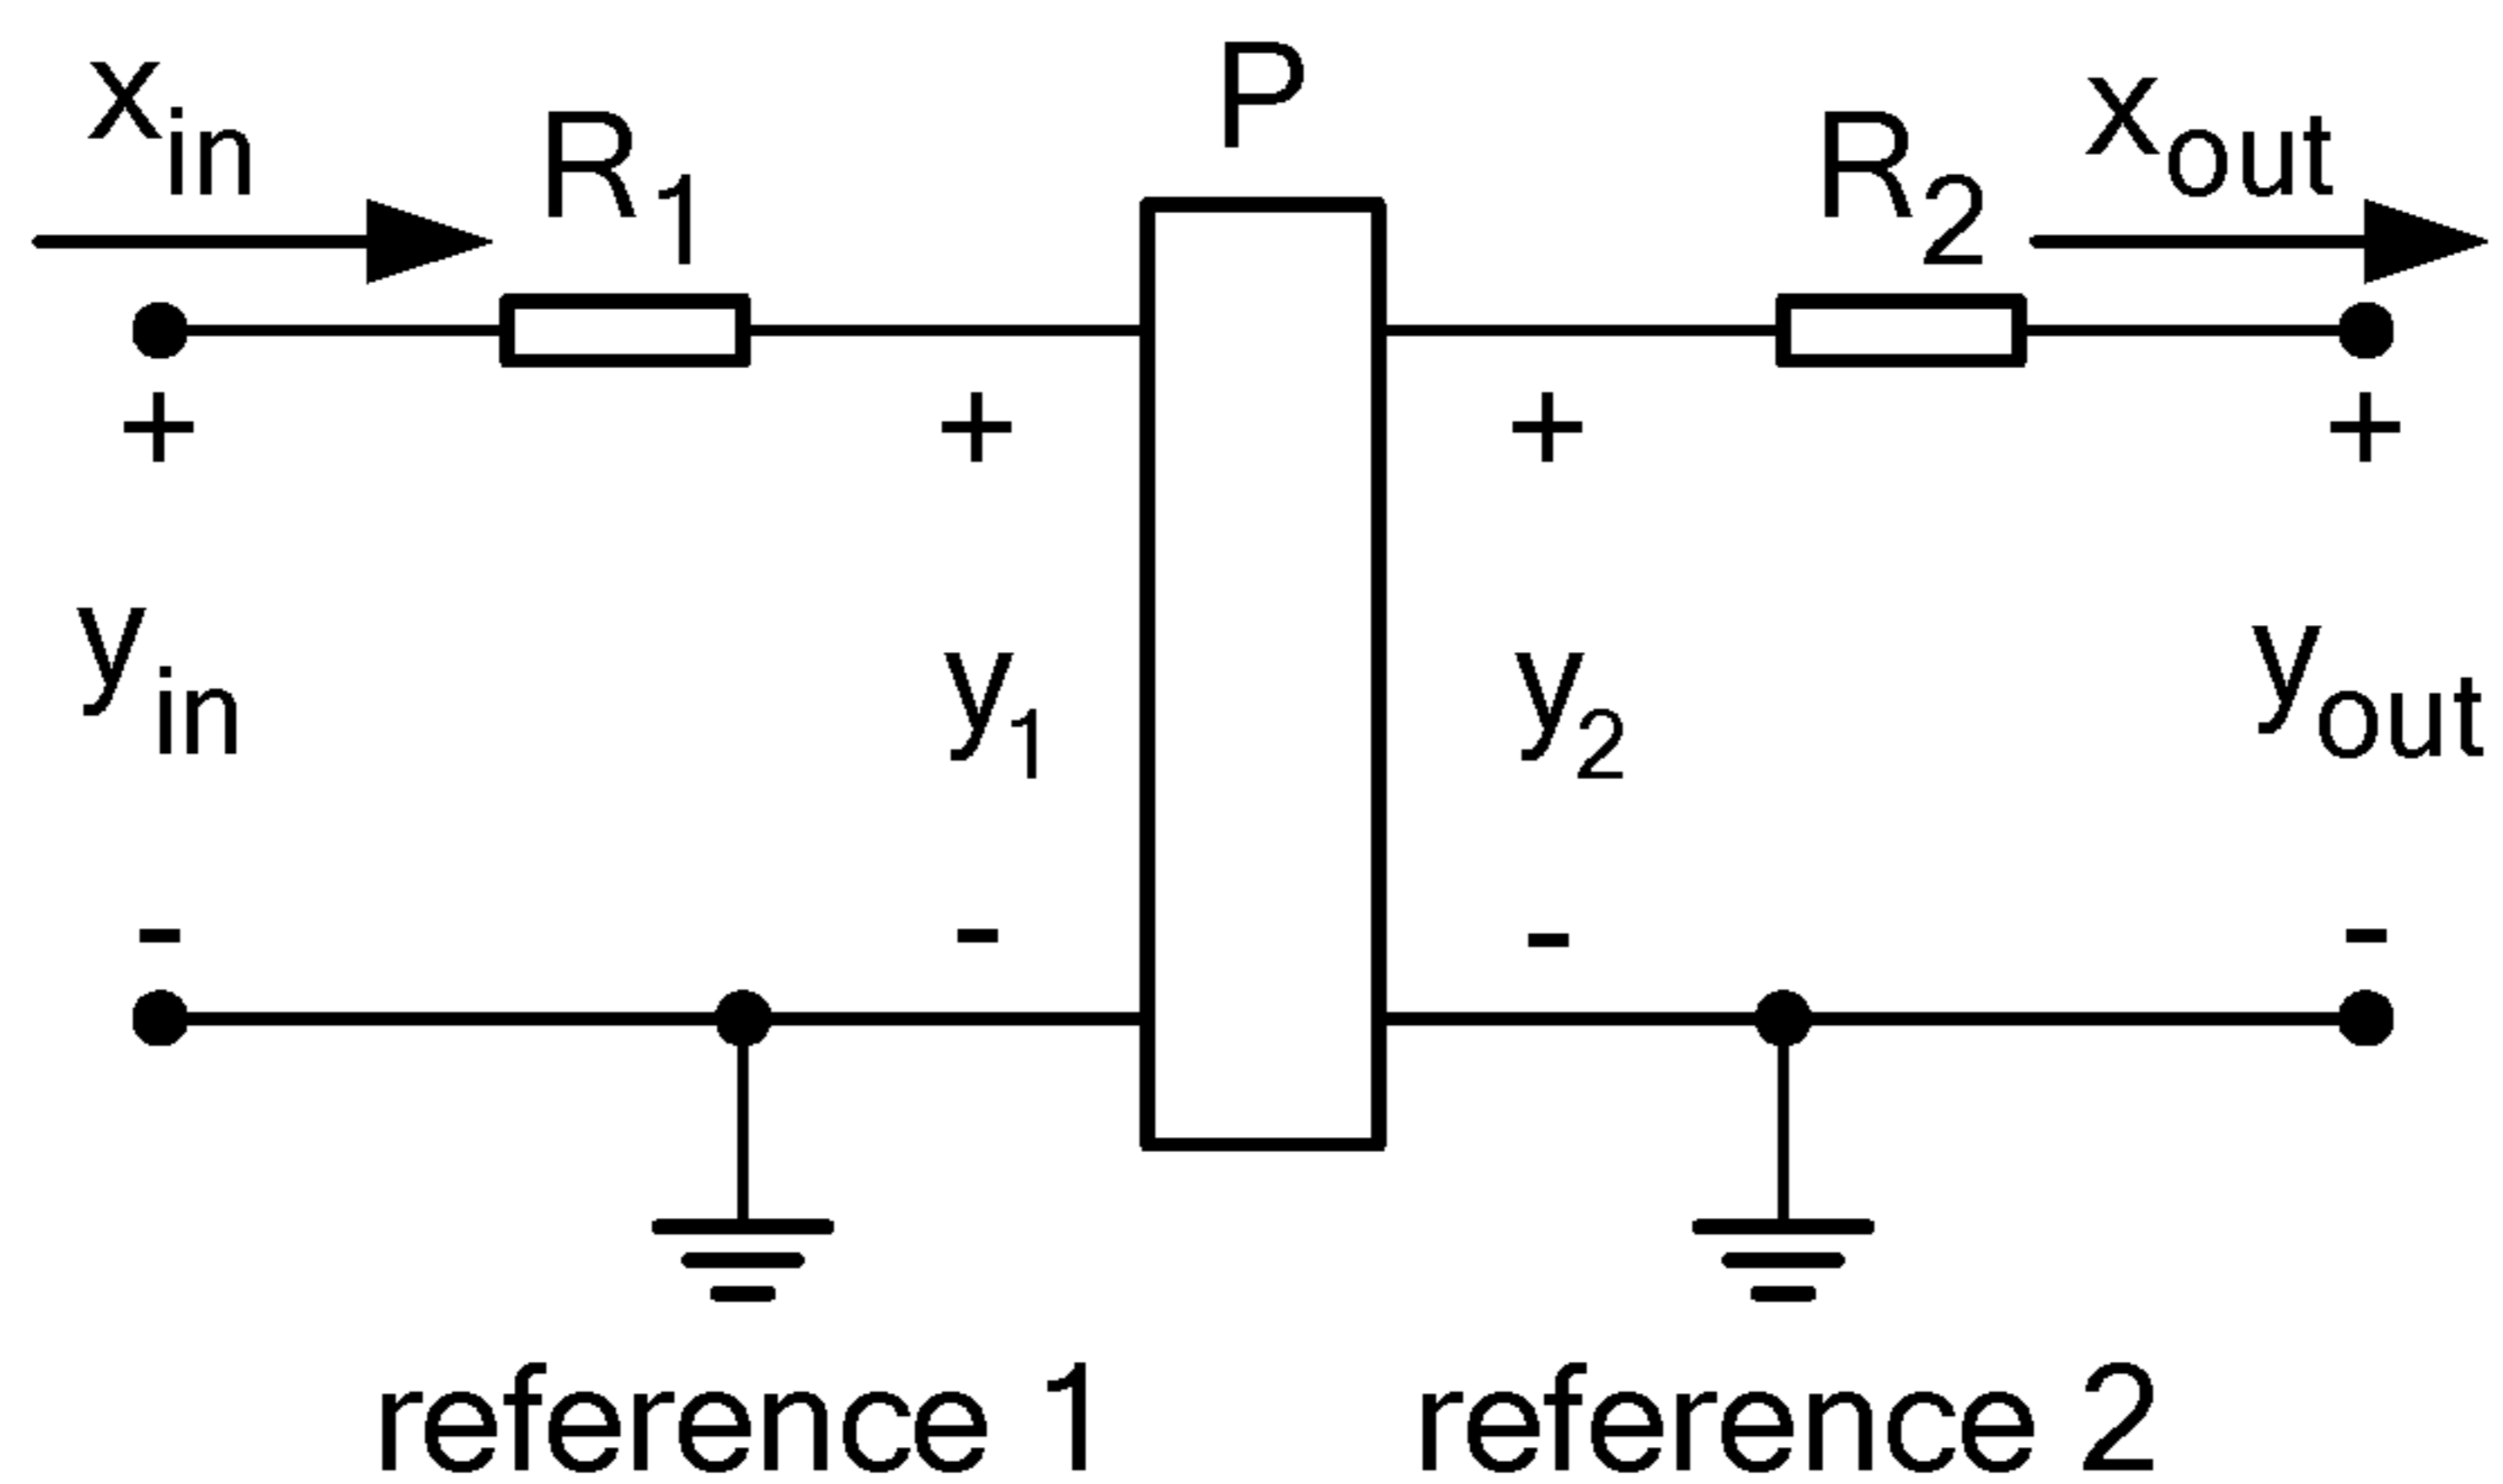 x_in R_1 P R_2 x_out
+ + + +
y_in y_1 y_2 y_out
- - - -
reference 1 reference 2